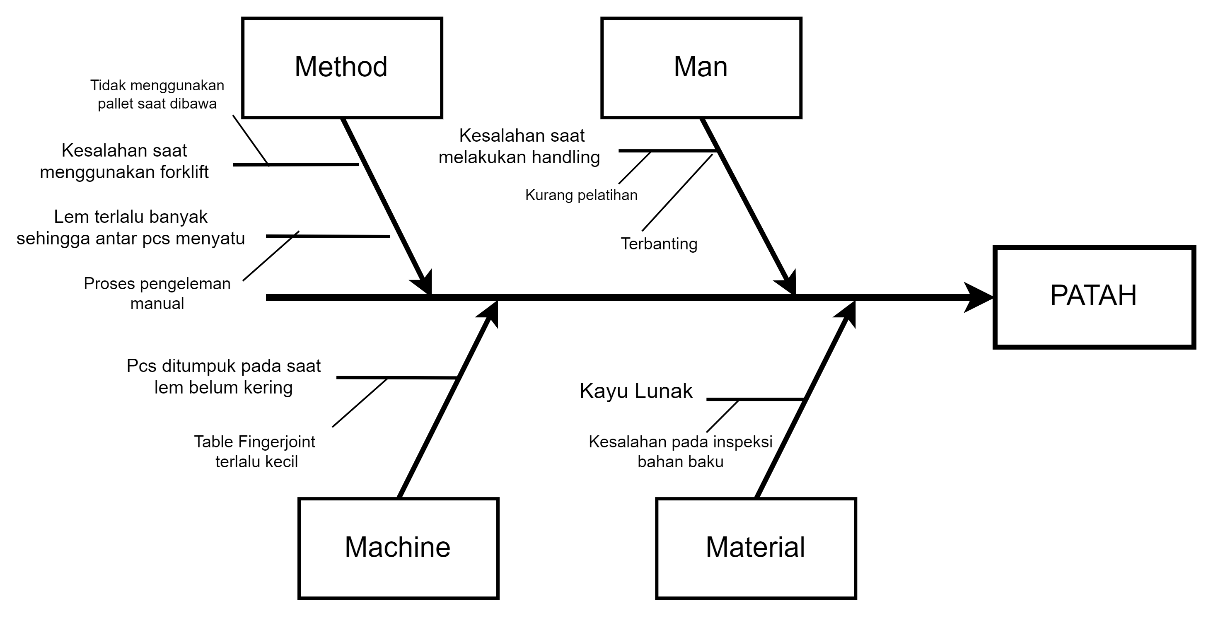 Method
Man
Tidak menggunakan
pallet saat dibawa
Kesalahan saat
menggunakan forklift
Lem terlalu banyak
sehingga antar pcs menyatu
Proses pengeleman
manual
Kesalahan saat
melakukan handling
Kurang pelatihan
Terbanting
PATAH
Pcs ditumpuk pada saat
lem belum kering
Table Fingerjoint
terlalu kecil
Kayu Lunak
Kesalahan pada inspeksi
bahan baku
Machine
Material